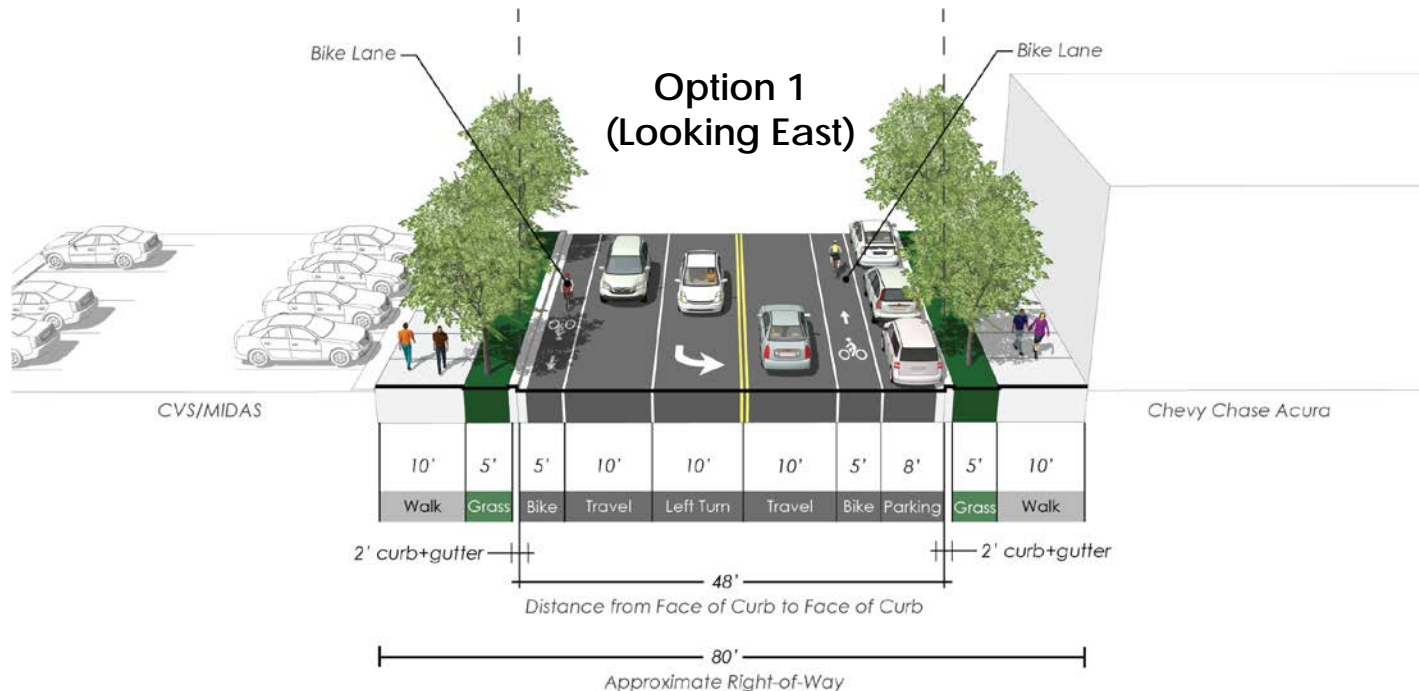 Bike Lane
Option 1
(Looking East)
Bike Lane
CVS/MIDAS
Chevy Chase Acura
10' 5' 5' 10' 10' 10' 5' 8' 5' 10'
Walk Grass Bike Travel Left Turn Travel Bike Parking Grass Walk
2' curb+gutter 2' curb+gutter
48'
Distance from Face of Curb to Face of Curb
80'
Approximate Right-of-Way